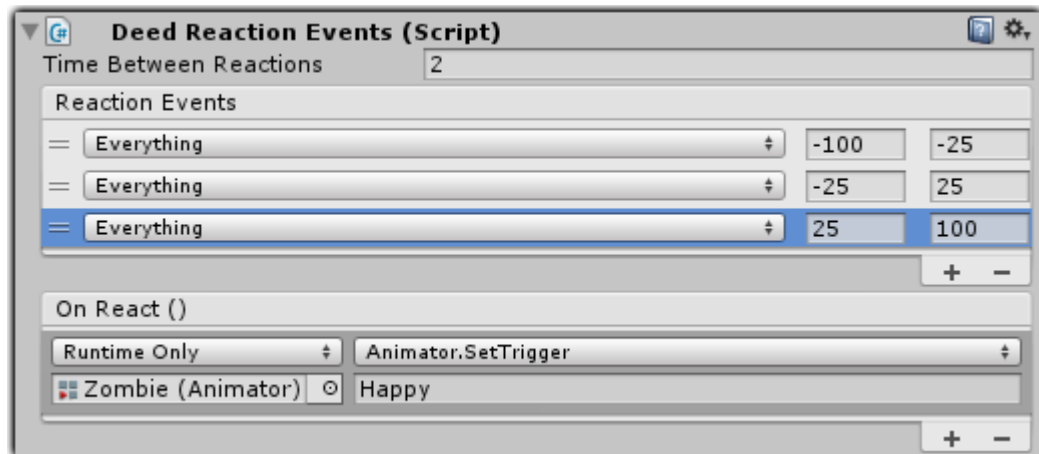 Deed Reaction Events (Script)
Time Between Reactions 2
Reaction Events
Everything -100 -25
Everything -25 25
Everything 25 100
+ −
On React ()
Runtime Only Animator.SetTrigger
Zombie (Animator) Happy
+ −